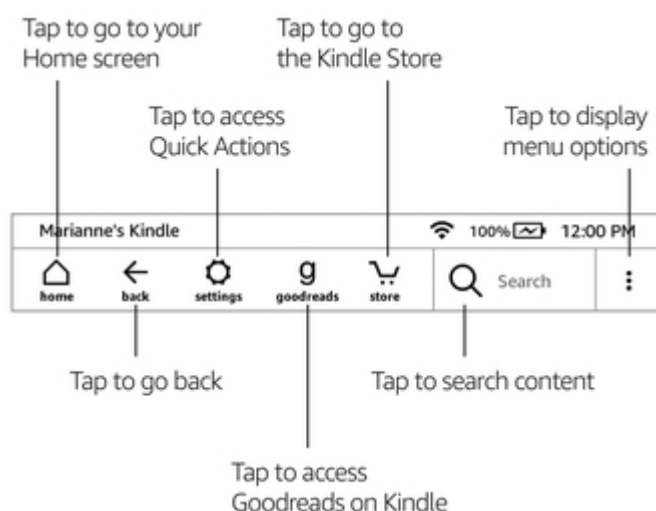 Tap to go to your
Home screen
Tap to go to
the Kindle Store
Tap to access
Quick Actions
Tap to display
menu options
Marianne's Kindle
100%
12:00 PM
home
back
settings
g
goodreads
store
Search
Tap to go back
Tap to search content
Tap to access
Goodreads on Kindle